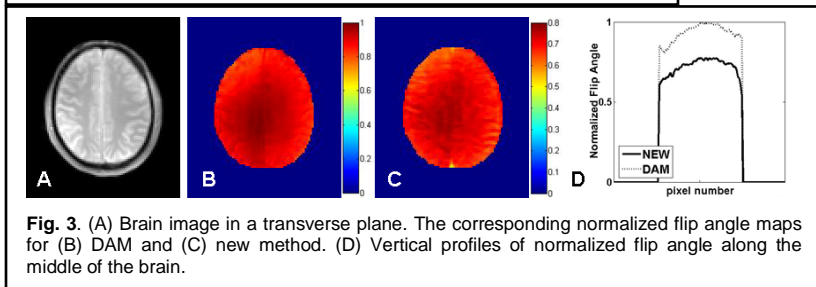 A
B
1
0.8
0.6
0.4
0.2
0
C
0.8
0.7
0.6
0.5
0.4
0.3
0.2
0.1
0
D
Normalized Flip Angle
1
0.5
0
NEW
DAM
pixel number
Fig. 3. (A) Brain image in a transverse plane. The corresponding normalized flip angle maps
for (B) DAM and (C) new method. (D) Vertical profiles of normalized flip angle along the
middle of the brain.